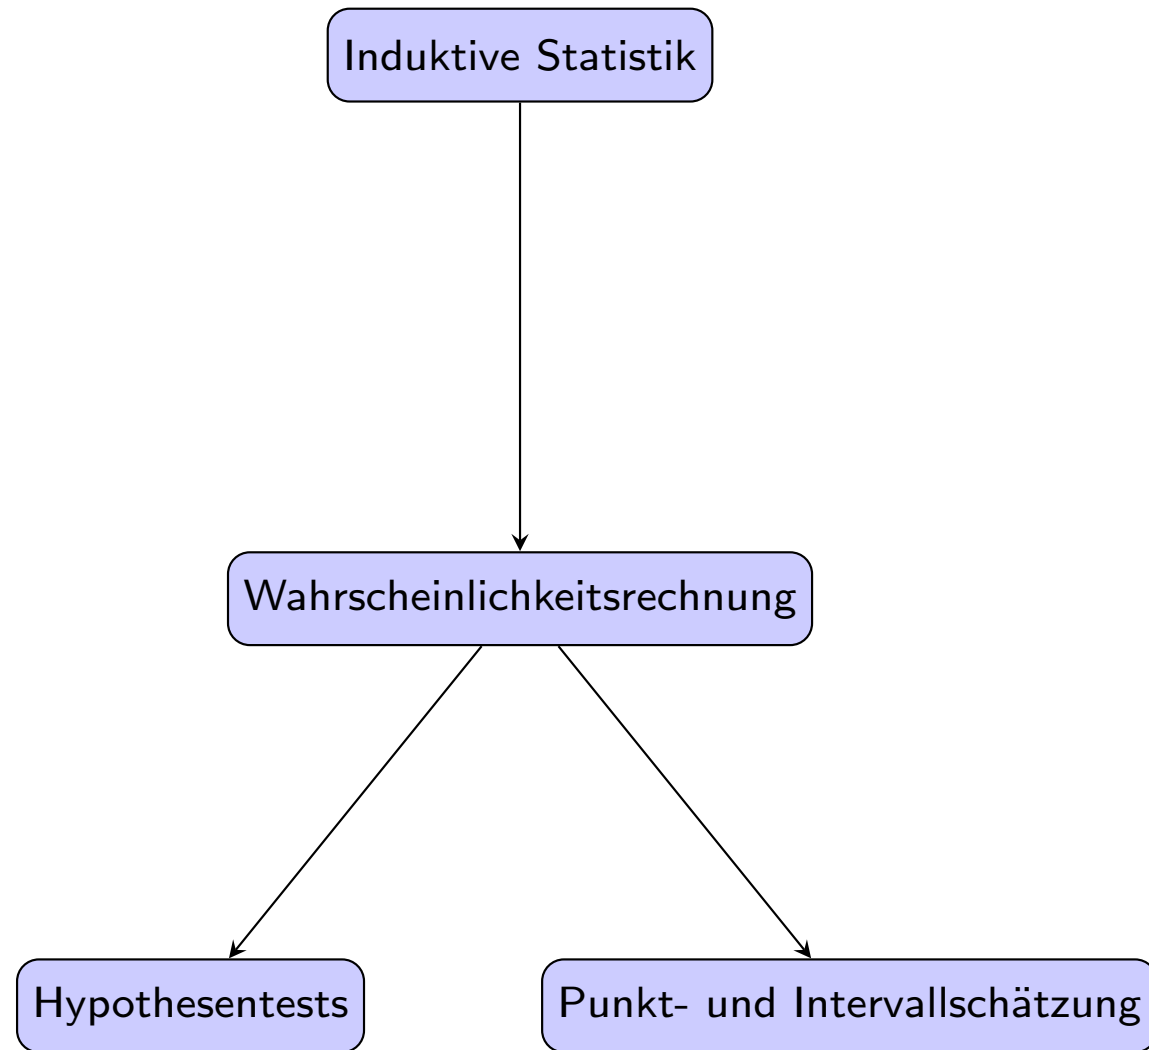 Induktive Statistik
Wahrscheinlichkeitsrechnung
Hypothesentests
Punkt- und Intervallschätzung